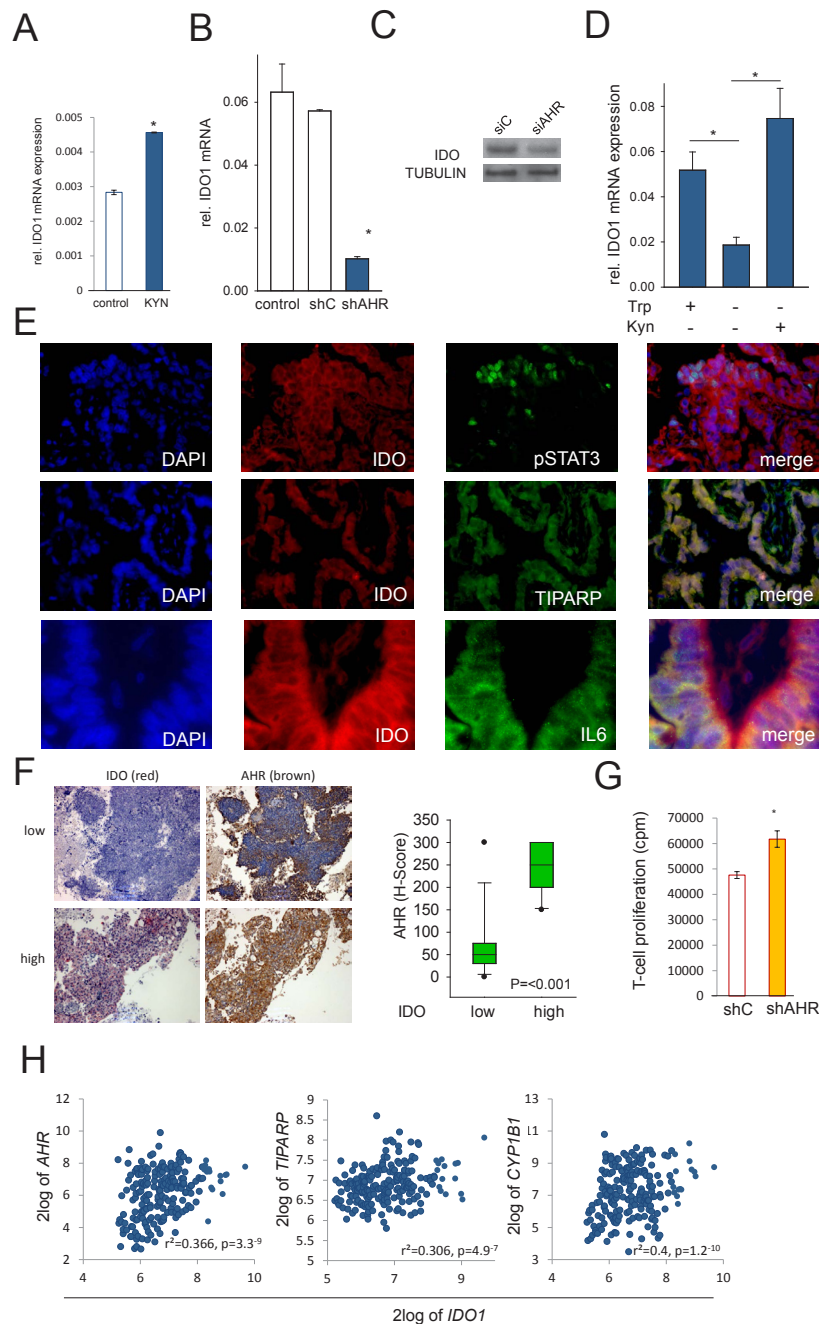 A
rel. IDO1 mRNA expression
0.005
0.004
0.003
0.002
0.001
0
*
control KYN
B
rel. IDO1 mRNA
0.06
0.04
0.02
0.00
*
control shC shAHR
C
siC siAHR
IDO
TUBULIN
D
rel. IDO1 mRNA expression
0.08
0.06
0.04
0.02
0.00
* *
Trp + - -
Kyn - - +
E
DAPI IDO pSTAT3 merge
DAPI IDO TIPARP merge
DAPI IDO IL6 merge
F
IDO (red) AHR (brown)
low
high
AHR (H-Score)
350
300
250
200
150
100
50
0
P=<0.001
IDO low high
G
T-cell proliferation (cpm)
70000
60000
50000
40000
30000
20000
10000
0
*
shC shAHR
H
2log of AHR
12
10
8
6
4
2
r²=0.366, p=3.3⁻⁹
4 6 8 10
2log of TIPARP
9
8.5
8
7.5
7
6.5
6
5.5
5
r²=0.306, p=4.9⁻⁷
5 7 9
2log of CYP1B1
13
11
9
7
5
3
r²=0.4, p=1.2⁻¹⁰
4 6 8 10
2log of IDO1